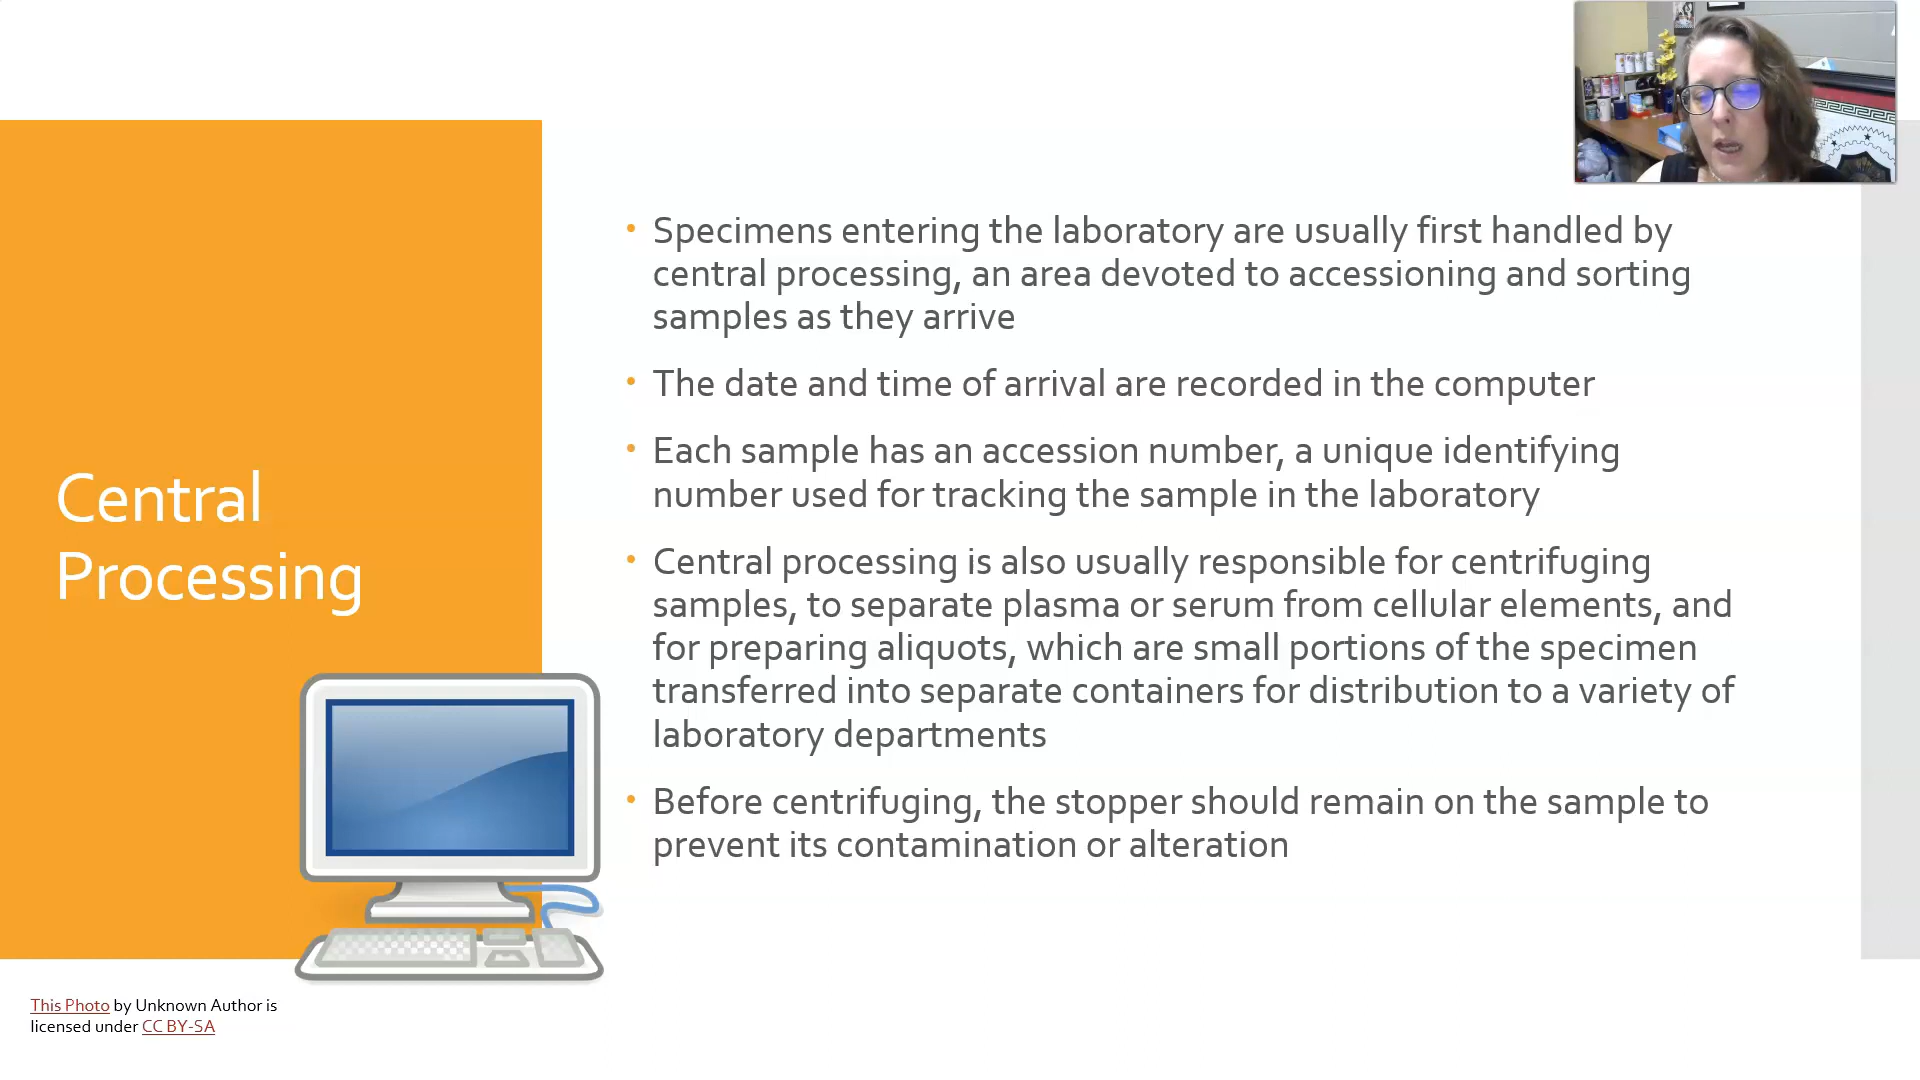 Central
Processing
• Specimens entering the laboratory are usually first handled by
central processing, an area devoted to accessioning and sorting
samples as they arrive
• The date and time of arrival are recorded in the computer
• Each sample has an accession number, a unique identifying
number used for tracking the sample in the laboratory
• Central processing is also usually responsible for centrifuging
samples, to separate plasma or serum from cellular elements, and
for preparing aliquots, which are small portions of the specimen
transferred into separate containers for distribution to a variety of
laboratory departments
• Before centrifuging, the stopper should remain on the sample to
prevent its contamination or alteration
This Photo by Unknown Author is
licensed under CC BY-SA